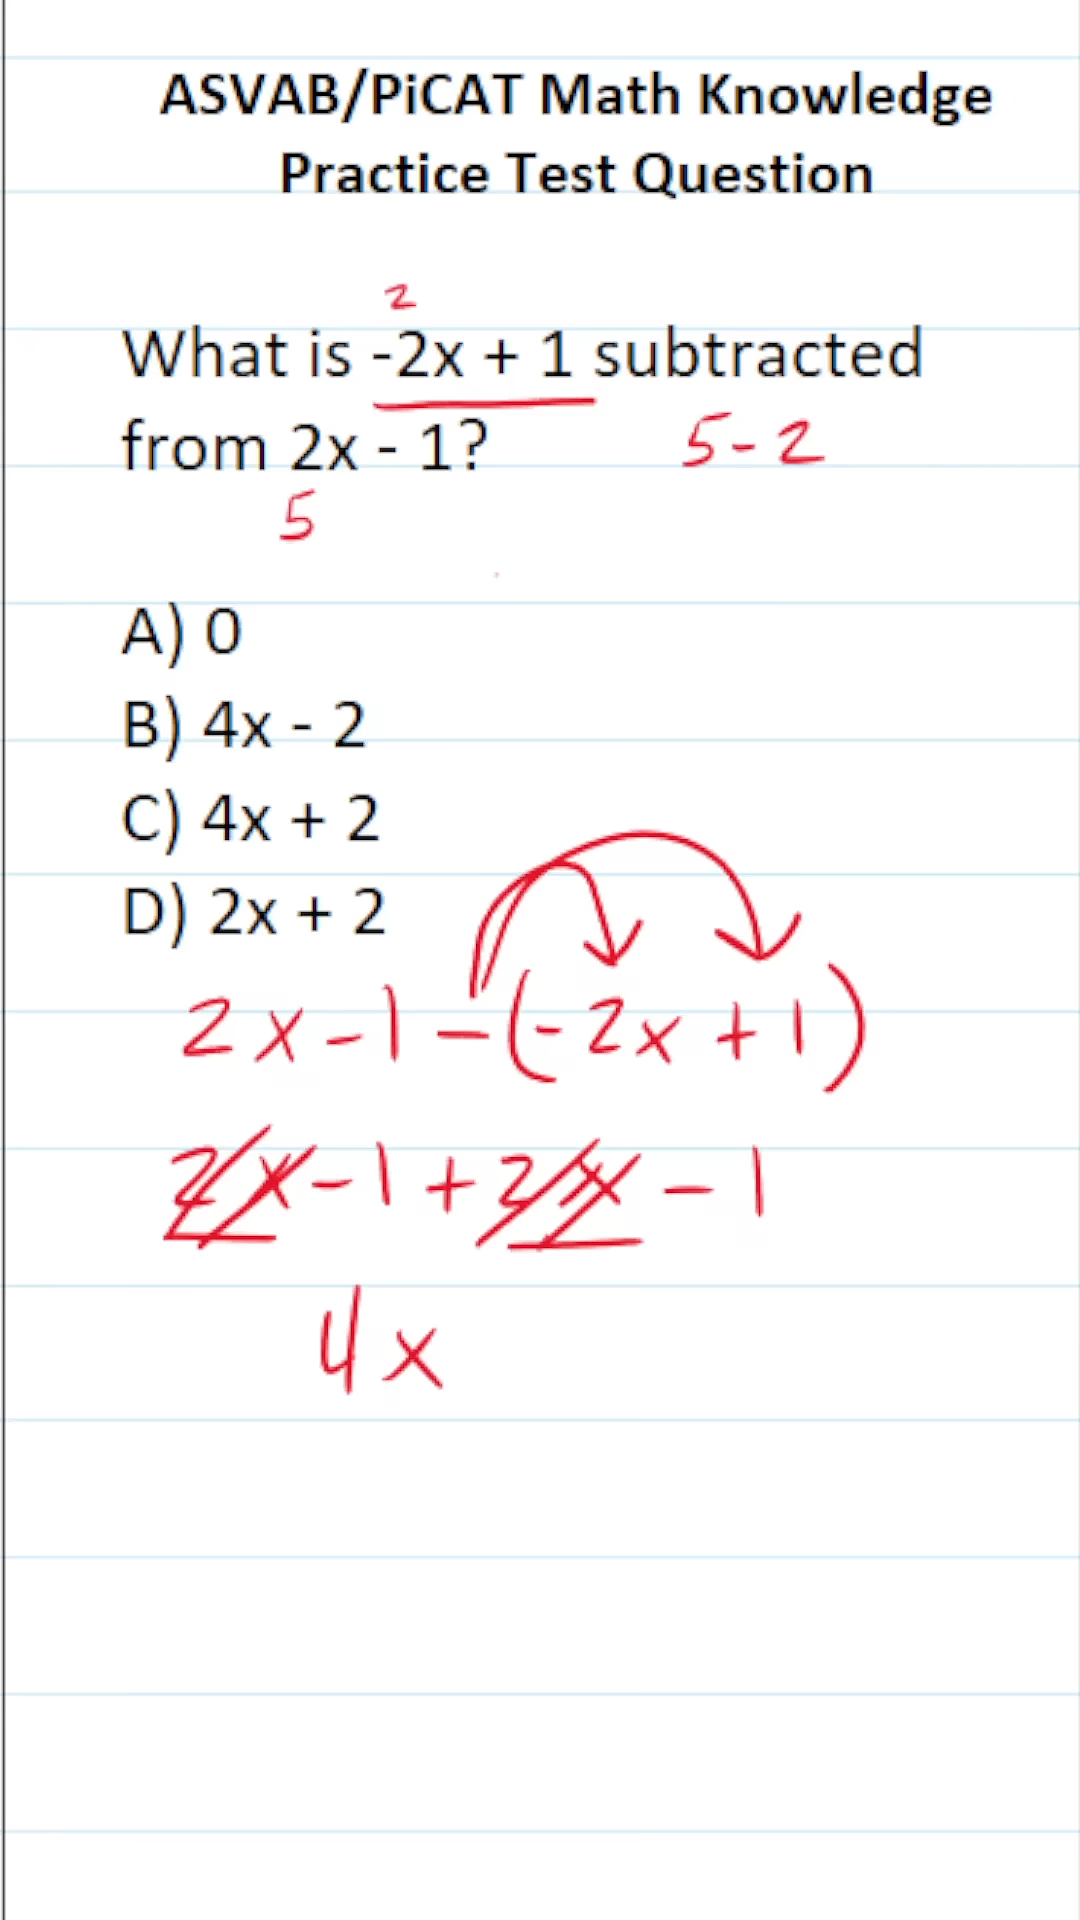 ASVAB/PiCAT Math Knowledge
Practice Test Question
2
What is -2x + 1 subtracted
from 2x - 1?
5-2
5
A) 0
B) 4x - 2
C) 4x + 2
D) 2x + 2
2x-1-(-2x+1)
2x-1+2x-1
4x